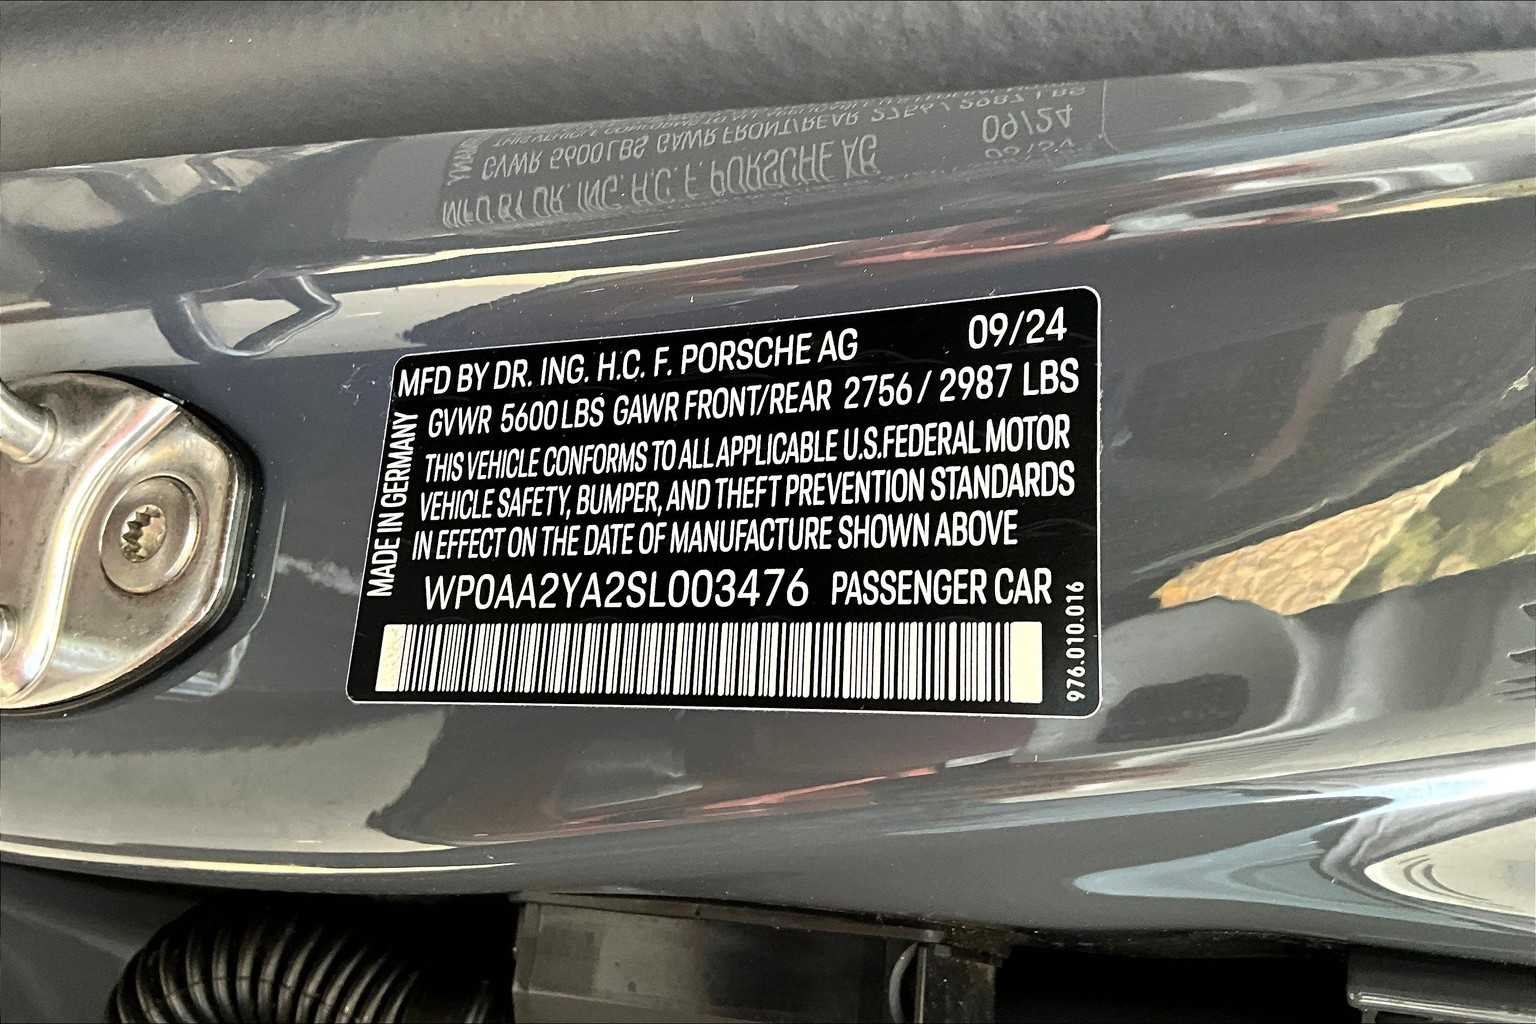 MFD BY DR. ING. H.C. F. PORSCHE AG 09/24
GVWR 5600 LBS GAWR FRONT/REAR 2756 / 2987 LBS
THIS VEHICLE CONFORMS TO ALL APPLICABLE U.S.FEDERAL MOTOR
VEHICLE SAFETY, BUMPER, AND THEFT PREVENTION STANDARDS
IN EFFECT ON THE DATE OF MANUFACTURE SHOWN ABOVE
WP0AA2YA2SL003476 PASSENGER CAR
MADE IN GERMANY
976.010.016